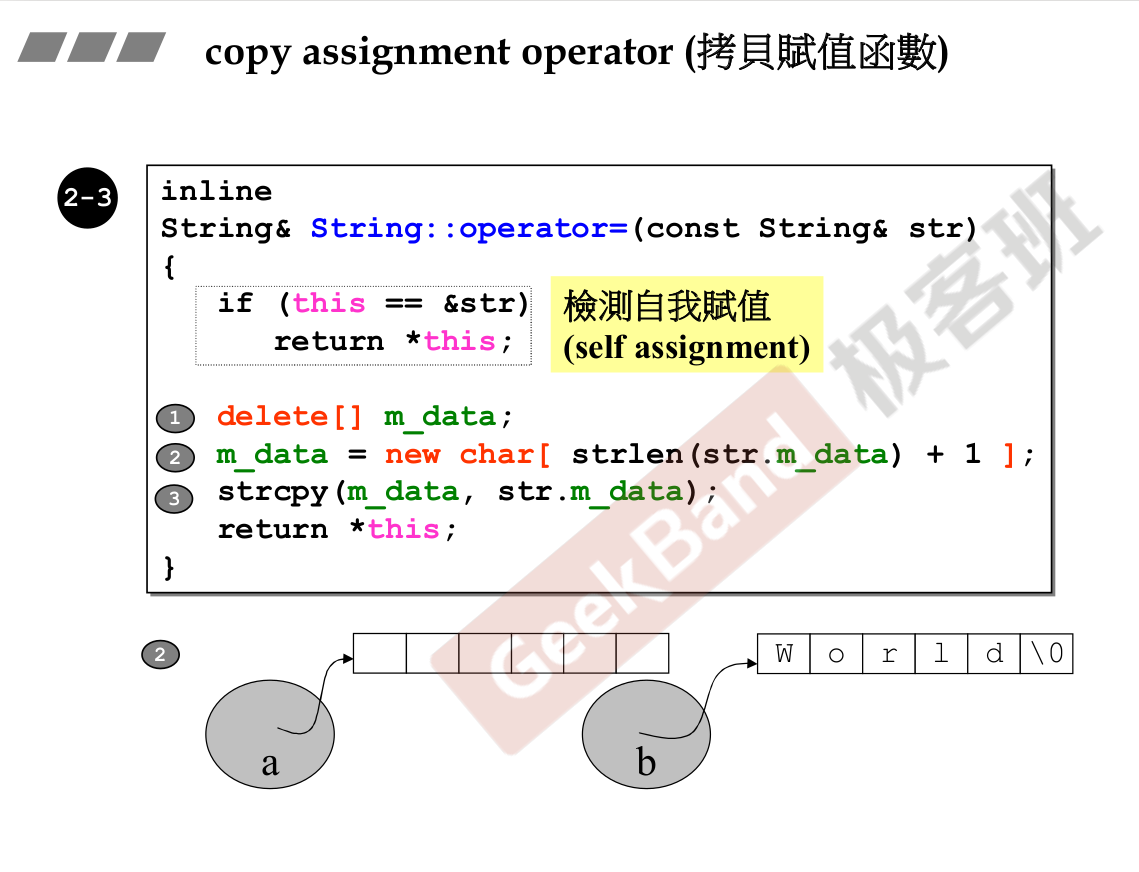 copy assignment operator (拷貝賦值函數)
2-3
inline
String& String::operator=(const String& str)
{
if (this == &str)
return *this;
檢測自我賦值
(self assignment)
1 delete[] m_data;
2 m_data = new char[ strlen(str.m_data) + 1 ];
3 strcpy(m_data, str.m_data);
return *this;
}
GeekBand 极客班
2
W o r l d \0
a
b